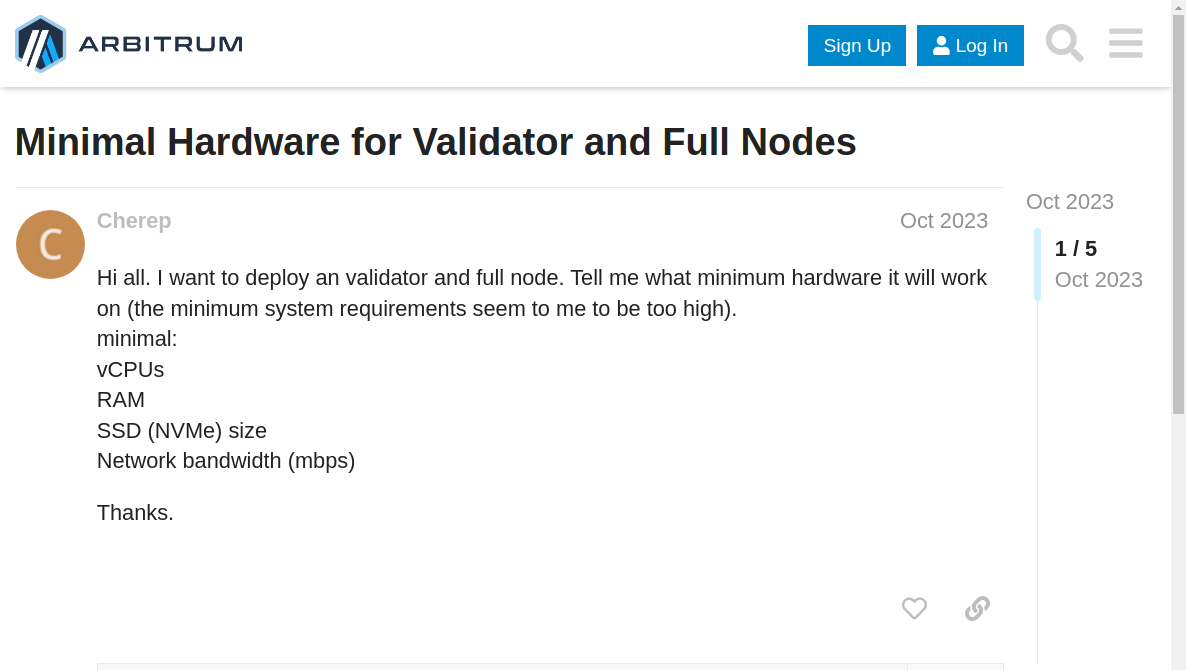 ARBITRUM
Sign Up
Log In
Minimal Hardware for Validator and Full Nodes
C
Cherep
Oct 2023
Hi all. I want to deploy an validator and full node. Tell me what minimum hardware it will work
on (the minimum system requirements seem to me to be too high).
minimal:
vCPUs
RAM
SSD (NVMe) size
Network bandwidth (mbps)
Thanks.
Oct 2023
1 / 5
Oct 2023